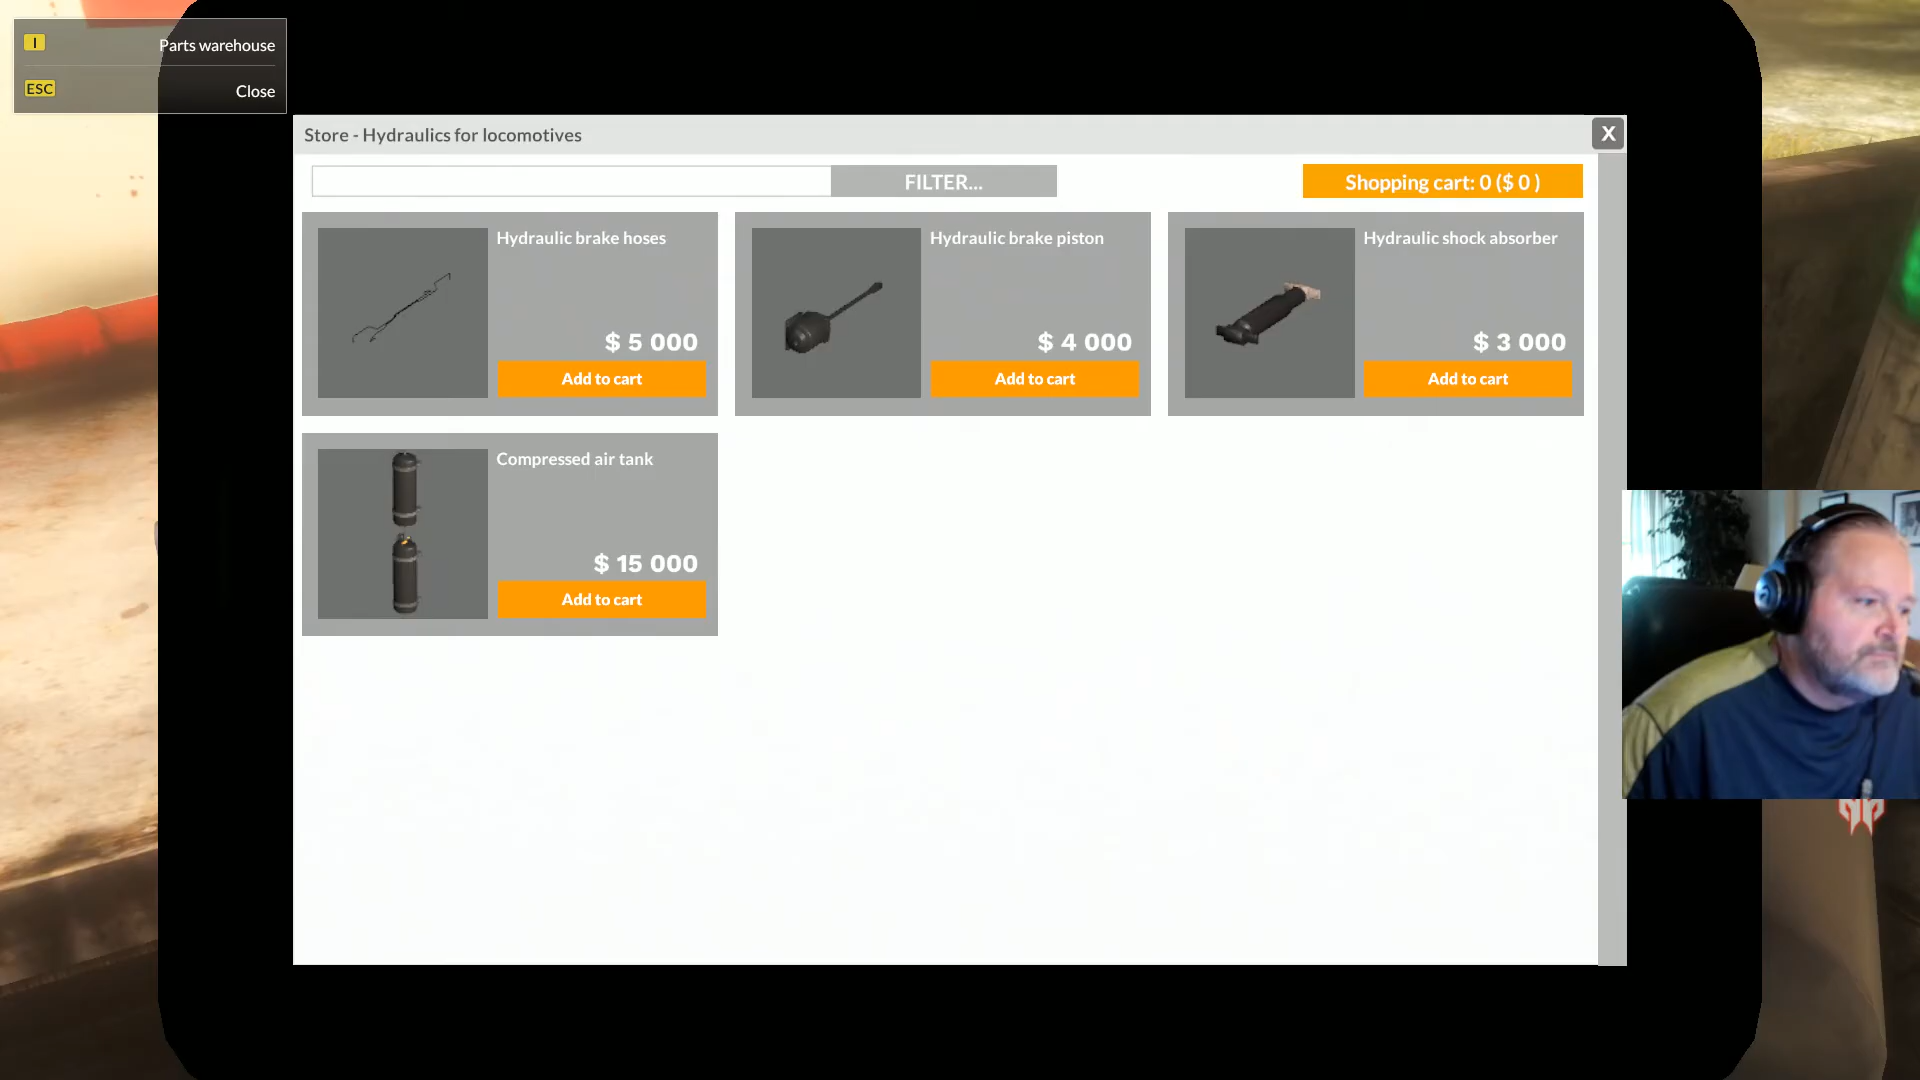 I
Parts warehouse
ESC
Close
Store - Hydraulics for locomotives
X
FILTER...
Shopping cart: 0 ($ 0 )
Hydraulic brake hoses
$ 5 000
Add to cart
Hydraulic brake piston
$ 4 000
Add to cart
Hydraulic shock absorber
$ 3 000
Add to cart
Compressed air tank
$ 15 000
Add to cart